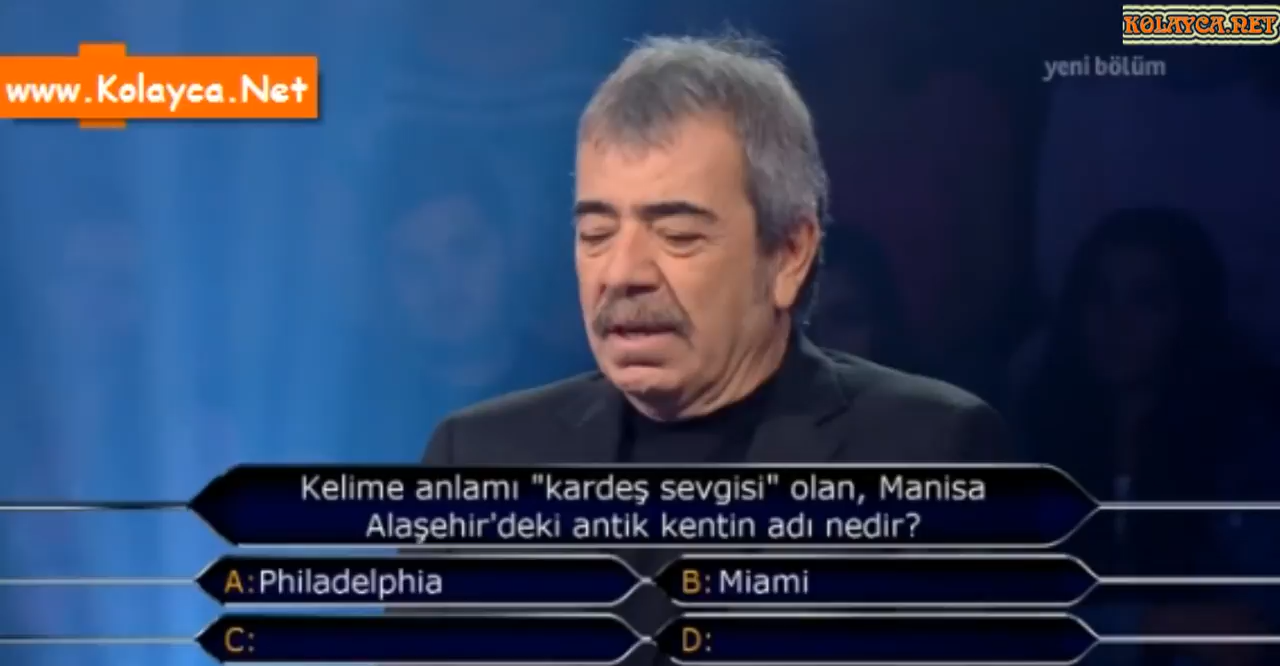 KOLAYCA.NET
www.Kolayca.Net
yeni bölüm
Kelime anlamı "kardeş sevgisi" olan, Manisa
Alaşehir'deki antik kentin adı nedir?
A: Philadelphia
B: Miami
C:
D: